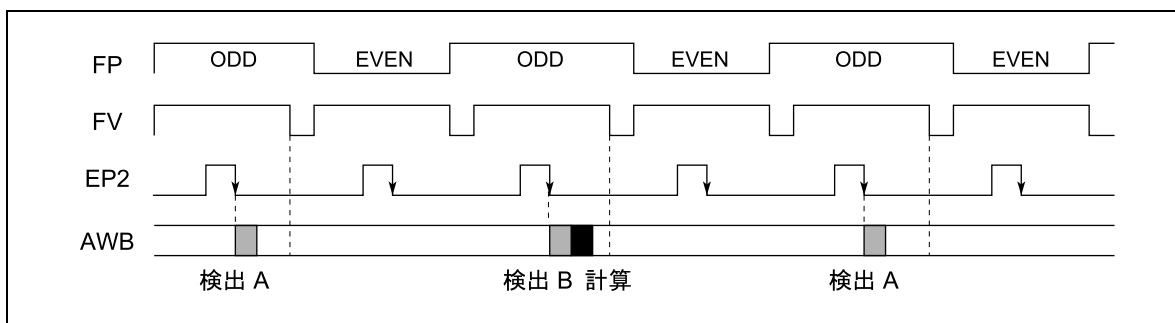 FP ODD EVEN ODD EVEN ODD EVEN
FV
EP2
AWB
検出 A 検出 B 計算 検出 A